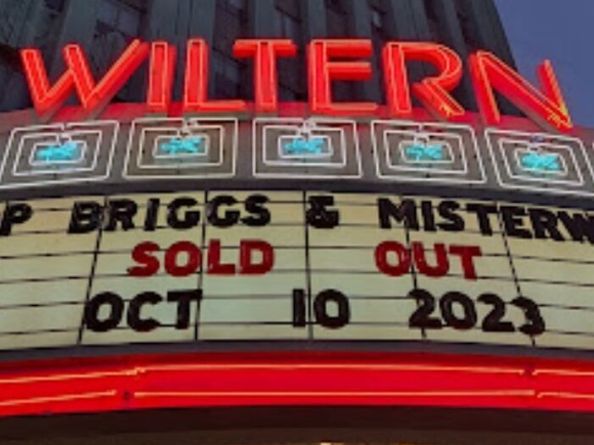 WILTERN
P BRIGGS & MISTERW
SOLD OUT
OCT 10 2023